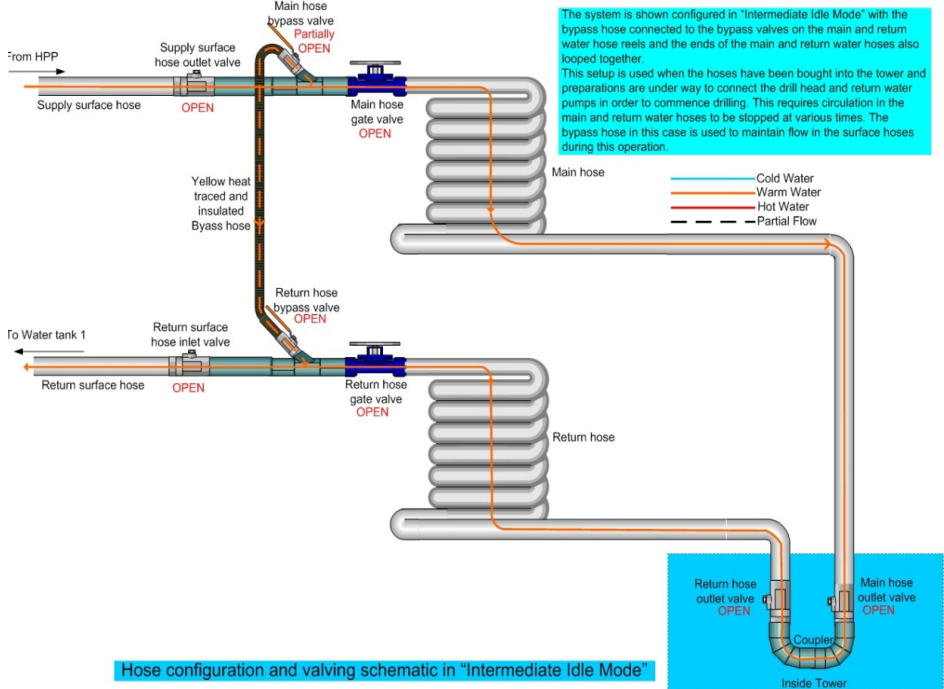 Main hose
bypass valve
Partially
OPEN
The system is shown configured in “Intermediate Idle Mode” with the
bypass hose connected to the bypass valves on the main and return
water hose reels and the ends of the main and return water hoses also
looped together.
This setup is used when the hoses have been bought into the tower and
preparations are under way to connect the drill head and return water
pumps in order to commence drilling. This requires circulation in the
main and return water hoses to be stopped at various times. The
bypass hose in this case is used to maintain flow in the surface hoses
during this operation.
From HPP
Supply surface
hose outlet valve
Supply surface hose
OPEN
Main hose
gate valve
OPEN
Main hose
Cold Water
Warm Water
Hot Water
Partial Flow
Yellow heat
traced and
insulated
Byass hose
Return hose
bypass valve
OPEN
To Water tank 1
Return surface
hose inlet valve
Return surface hose
OPEN
Return hose
gate valve
OPEN
Return hose
Return hose
outlet valve
OPEN
Main hose
outlet valve
OPEN
Coupler
Inside Tower
Hose configuration and valving schematic in “Intermediate Idle Mode”